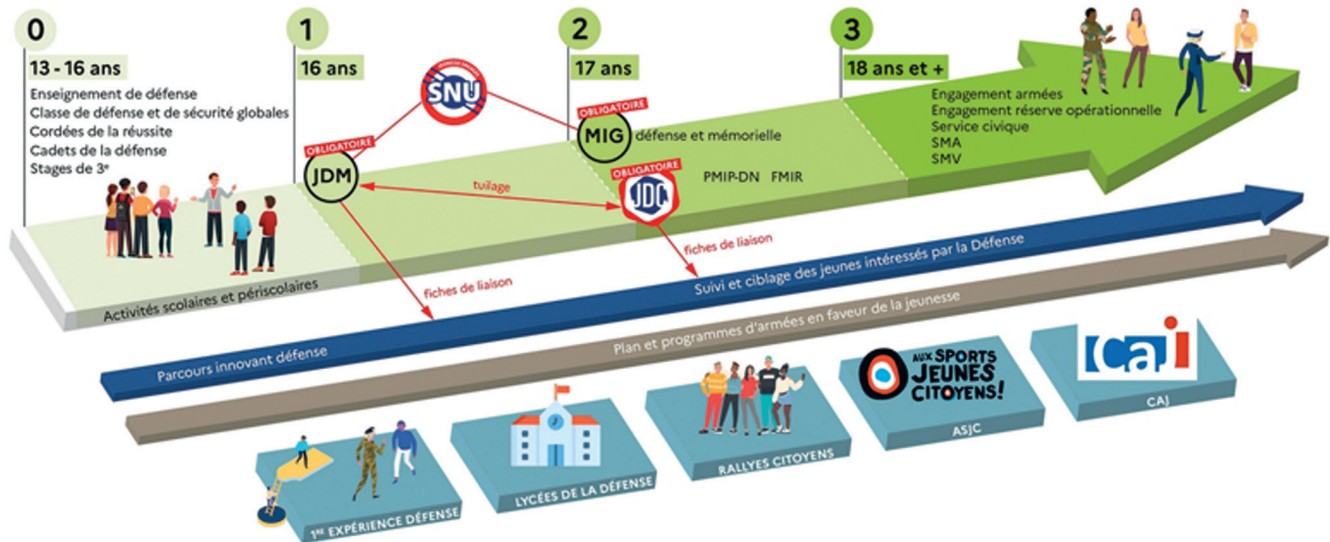 0
13 - 16 ans
Enseignement de défense
Classe de défense et de sécurité globales
Cordées de la réussite
Cadets de la défense
Stages de 3e
1
16 ans
SNU
OBLIGATOIRE
JDM
2
17 ans
OBLIGATOIRE
MIG
défense et mémorielle
OBLIGATOIRE
JDC
PMIP-DN FMIR
tuilage
3
18 ans et +
Engagement armées
Engagement réserve opérationnelle
Service civique
SMA
SMV
Activités scolaires et périscolaires
fiches de liaison
fiches de liaison
Parcours innovant défense
Suivi et ciblage des jeunes intéressés par la Défense
Plan et programmes d'armées en faveur de la jeunesse
1RE EXPÉRIENCE DÉFENSE
LYCÉES DE LA DÉFENSE
RALLYES CITOYENS
AUX SPORTS
JEUNES
CITOYENS!
ASJC
caj
CAJ